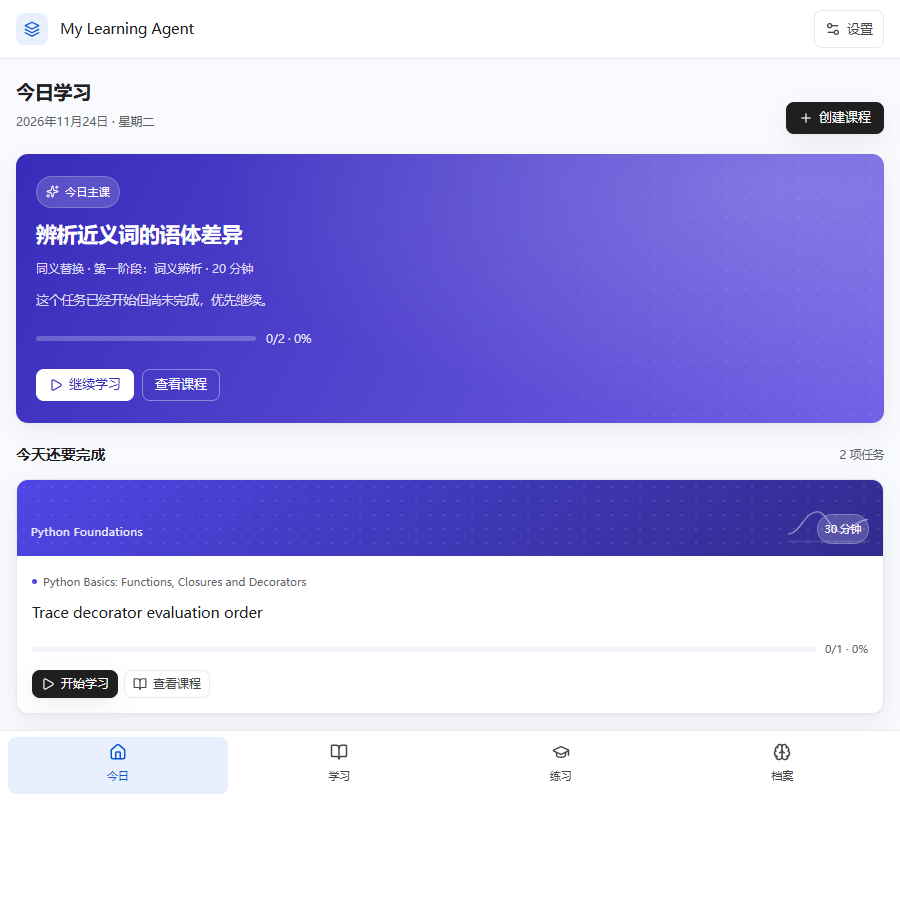 My Learning Agent
设置
今日学习
2026年11月24日 · 星期二
创建课程
今日主课
辨析近义词的语体差异
同义替换 · 第一阶段：词义辨析 · 20 分钟
这个任务已经开始但尚未完成，优先继续。
0/2 · 0%
继续学习
查看课程
今天还要完成
2 项任务
Python Foundations
30 分钟
Python Basics: Functions, Closures and Decorators
Trace decorator evaluation order
0/1 · 0%
开始学习
查看课程
今日
学习
练习
档案